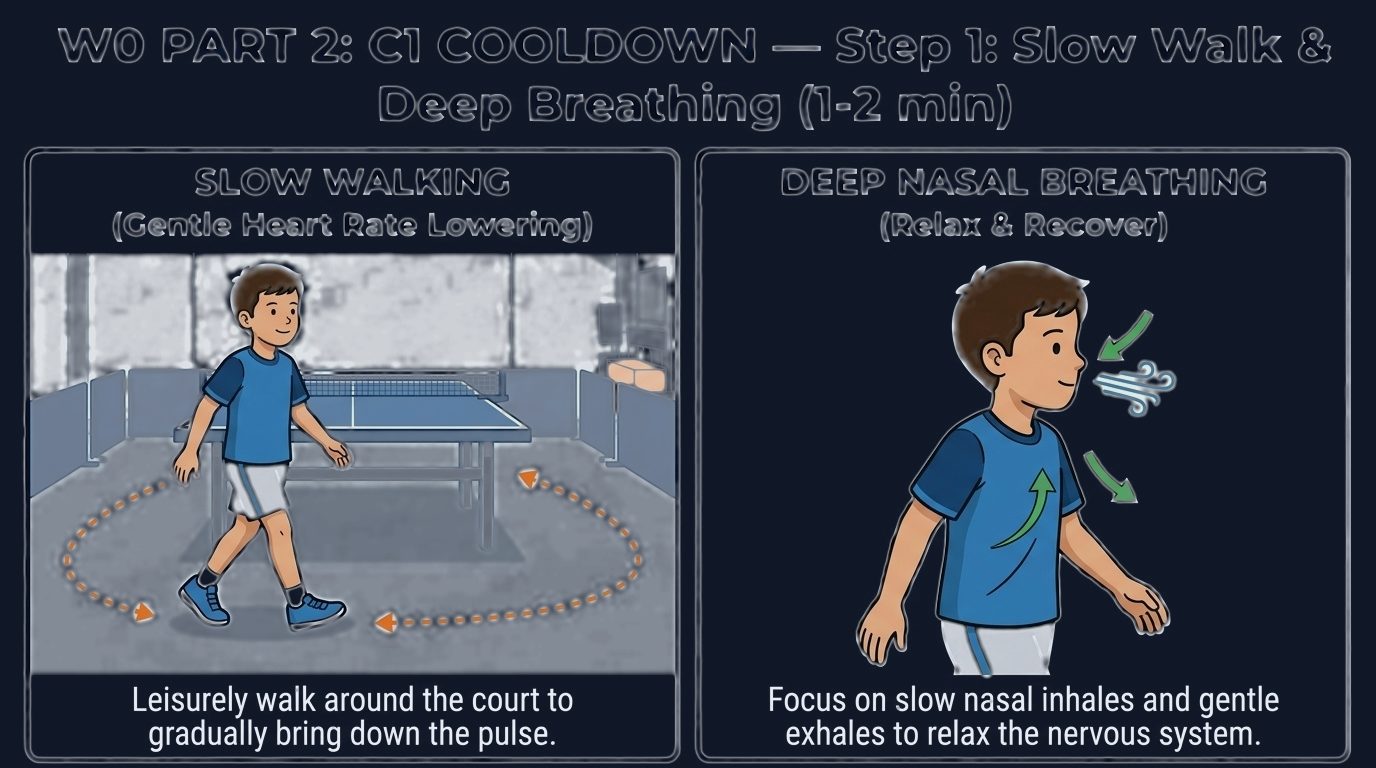 W0 PART 2: C1 COOLDOWN — Step 1: Slow Walk &
Deep Breathing (1-2 min)
SLOW WALKING
(Gentle Heart Rate Lowering)
Leisurely walk around the court to
gradually bring down the pulse.
DEEP NASAL BREATHING
(Relax & Recover)
Focus on slow nasal inhales and gentle
exhales to relax the nervous system.